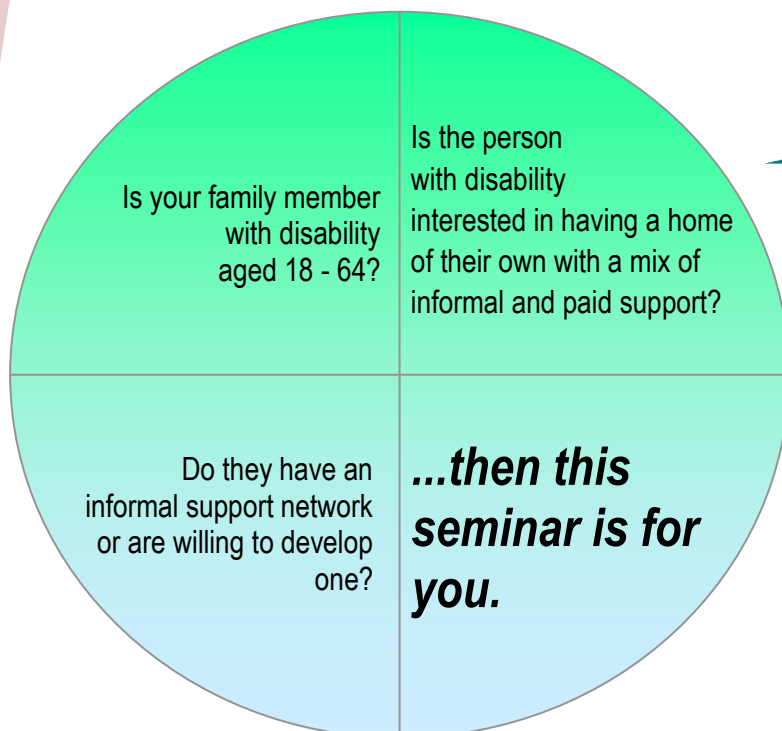 Is your family member
with disability
aged 18 - 64?
Is the person
with disability
interested in having a home
of their own with a mix of
informal and paid support?
Do they have an
informal support network
or are willing to develop
one?
...then this
seminar is for
you.